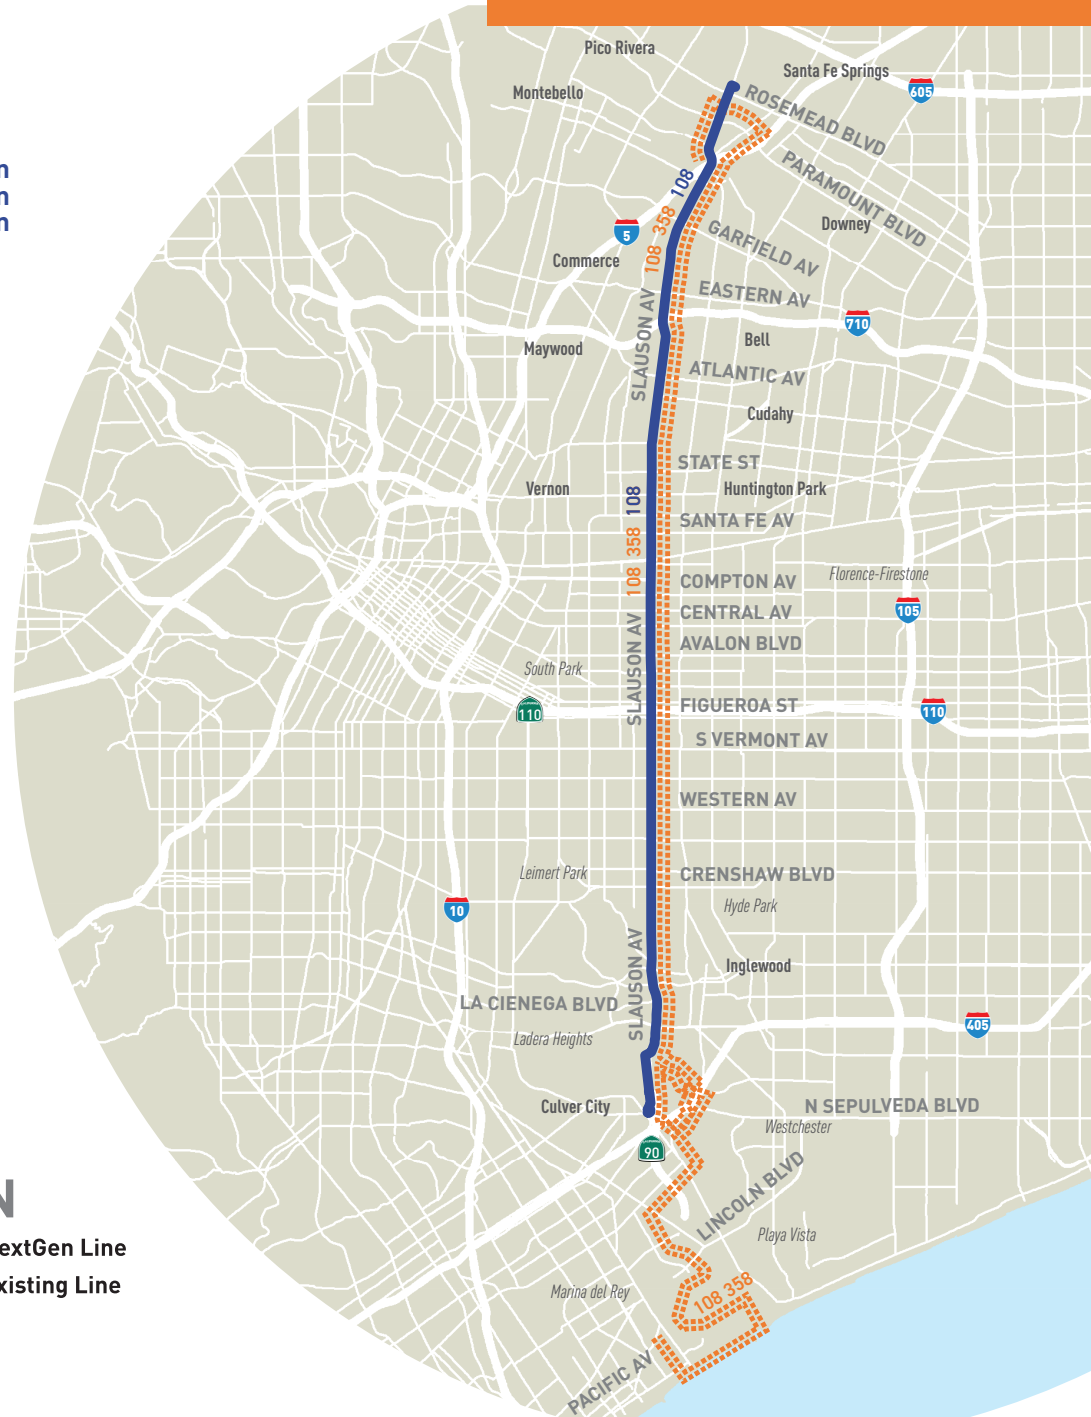 Pico Rivera
Santa Fe Springs
605
Montebello
ROSEMEAD BLVD
n
n
n
108
PARAMOUNT BLVD
5
358
Downey
GARFIELD AV
108
Commerce
EASTERN AV
SLAUSON AV
710
Bell
Maywood
ATLANTIC AV
Cudahy
STATE ST
Vernon
108
Huntington Park
SANTA FE AV
358
108
COMPTON AV
Florence-Firestone
CENTRAL AV
105
AVALON BLVD
South Park
SLAUSON AV
110
FIGUEROA ST
110
S VERMONT AV
WESTERN AV
Leimert Park
CRENSHAW BLVD
10
Hyde Park
SLAUSON AV
Inglewood
LA CIENEGA BLVD
405
Ladera Heights
Culver City
N SEPULVEDA BLVD
Westchester
90
LINCOLN BLVD
N
Playa Vista
extGen Line
xisting Line
Marina del Rey
108 358
PACIFIC AV